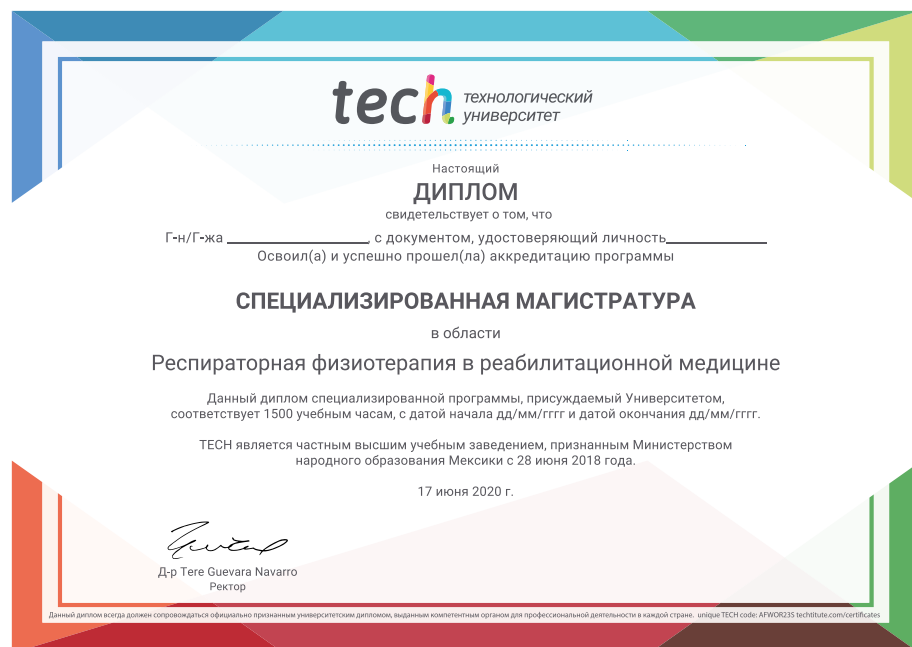 tech технологический
университет
Настоящий
ДИПЛОМ
свидетельствует о том, что
Г-н/Г-жа ____________________, с документом, удостоверяющий личность______________
Освоил(а) и успешно прошел(ла) аккредитацию программы
СПЕЦИАЛИЗИРОВАННАЯ МАГИСТРАТУРА
в области
Респираторная физиотерапия в реабилитационной медицине
Данный диплом специализированной программы, присуждаемый Университетом,
соответствует 1500 учебным часам, с датой начала дд/мм/гггг и датой окончания дд/мм/гггг.
TECH является частным высшим учебным заведением, признанным Министерством
народного образования Мексики с 28 июня 2018 года.
17 июня 2020 г.
Д-р Tere Guevara Navarro
Ректор
Данный диплом всегда должен сопровождаться официально признанным университетским дипломом, выданным компетентным органом для профессиональной деятельности в каждой стране. unique TECH code: AFWOR23S techtitute.com/certificates